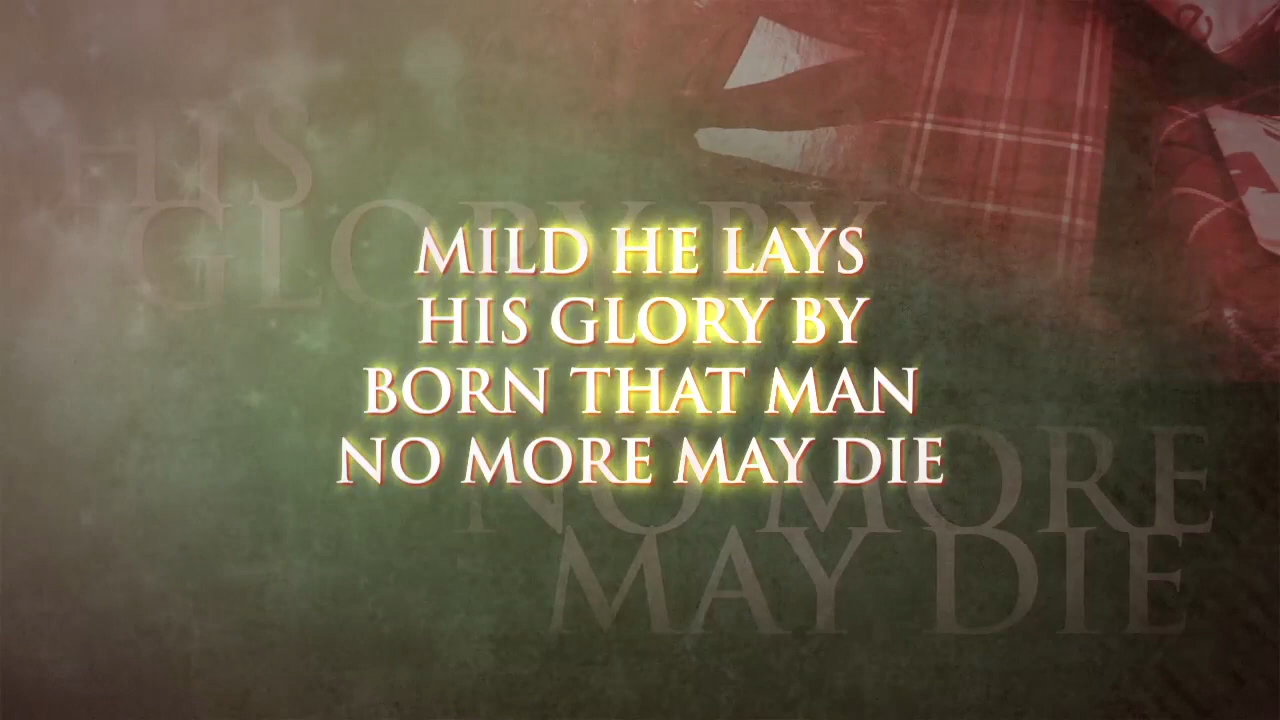 HIS
GLORY BY
MILD HE LAYS
HIS GLORY BY
BORN THAT MAN
NO MORE MAY DIE
NO MORE
MAY DIE